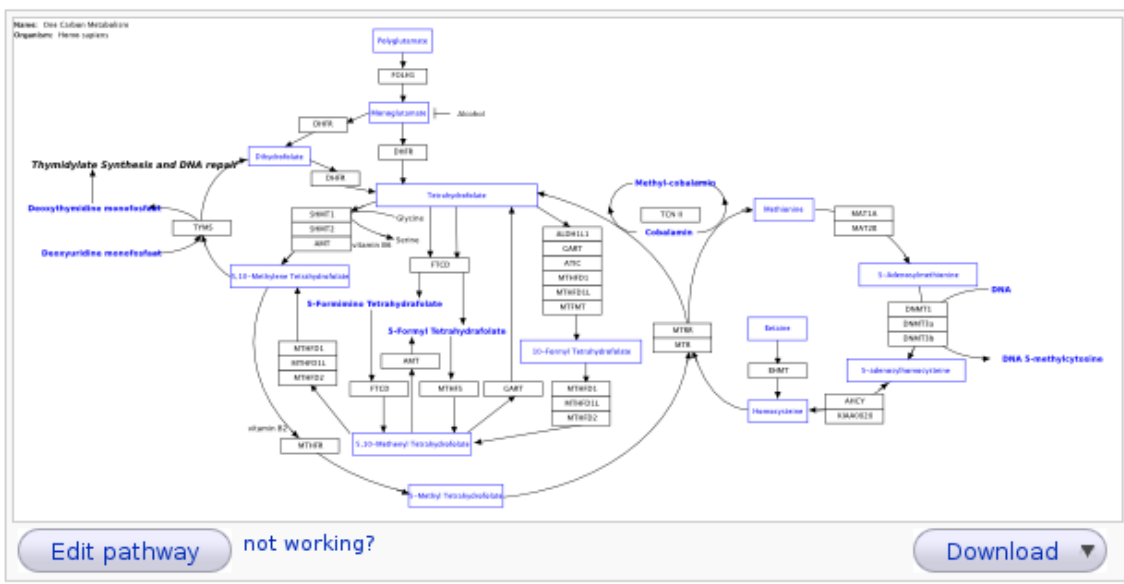 Name: One Carbon Metabolism
Organism: Homo sapiens
Polyglutamate
FOLH1
Monoglutamate
Alcohol
DHFR
DHFR
Dihydrofolate
Thymidylate Synthesis and DNA repair
DHFR
Tetrahydrofolate
Methyl-cobalamin
Deoxythymidine monofosfaat
SHMT1
Glycine
TCN II
Methionine
MAT1A
TYMS
SHMT2
ALDH1L1
Cobalamin
MAT2B
AMT
vitamin B6
Serine
GART
Deoxyuridine monofosfaat
FTCD
ATIC
5,10-Methylene Tetrahydrofolate
MTHFD1
S-Adenosylmethionine
MTHFD1L
DNA
5-Formimino Tetrahydrafolate
MTFMT
DNMT1
5-Formyl Tetrahydrafolate
MTRR
Betaine
DNMT3a
MTHFD1
MTR
DNMT3b
MTHFD1L
10-Formyl Tetrahydrofolate
DNA 5-methylcytosine
MTHFD2
AMT
BHMT
S-adenosylhomocysteine
FTCD
MTHFS
GART
MTHFD1
MTHFD1L
AHCY
MTHFD2
Homocysteine
KIAA0828
vitamin B2
MTHFR
5,10-Methenyl Tetrahydrofolate
5-Methyl Tetrahydrofolate
Edit pathway
not working?
Download